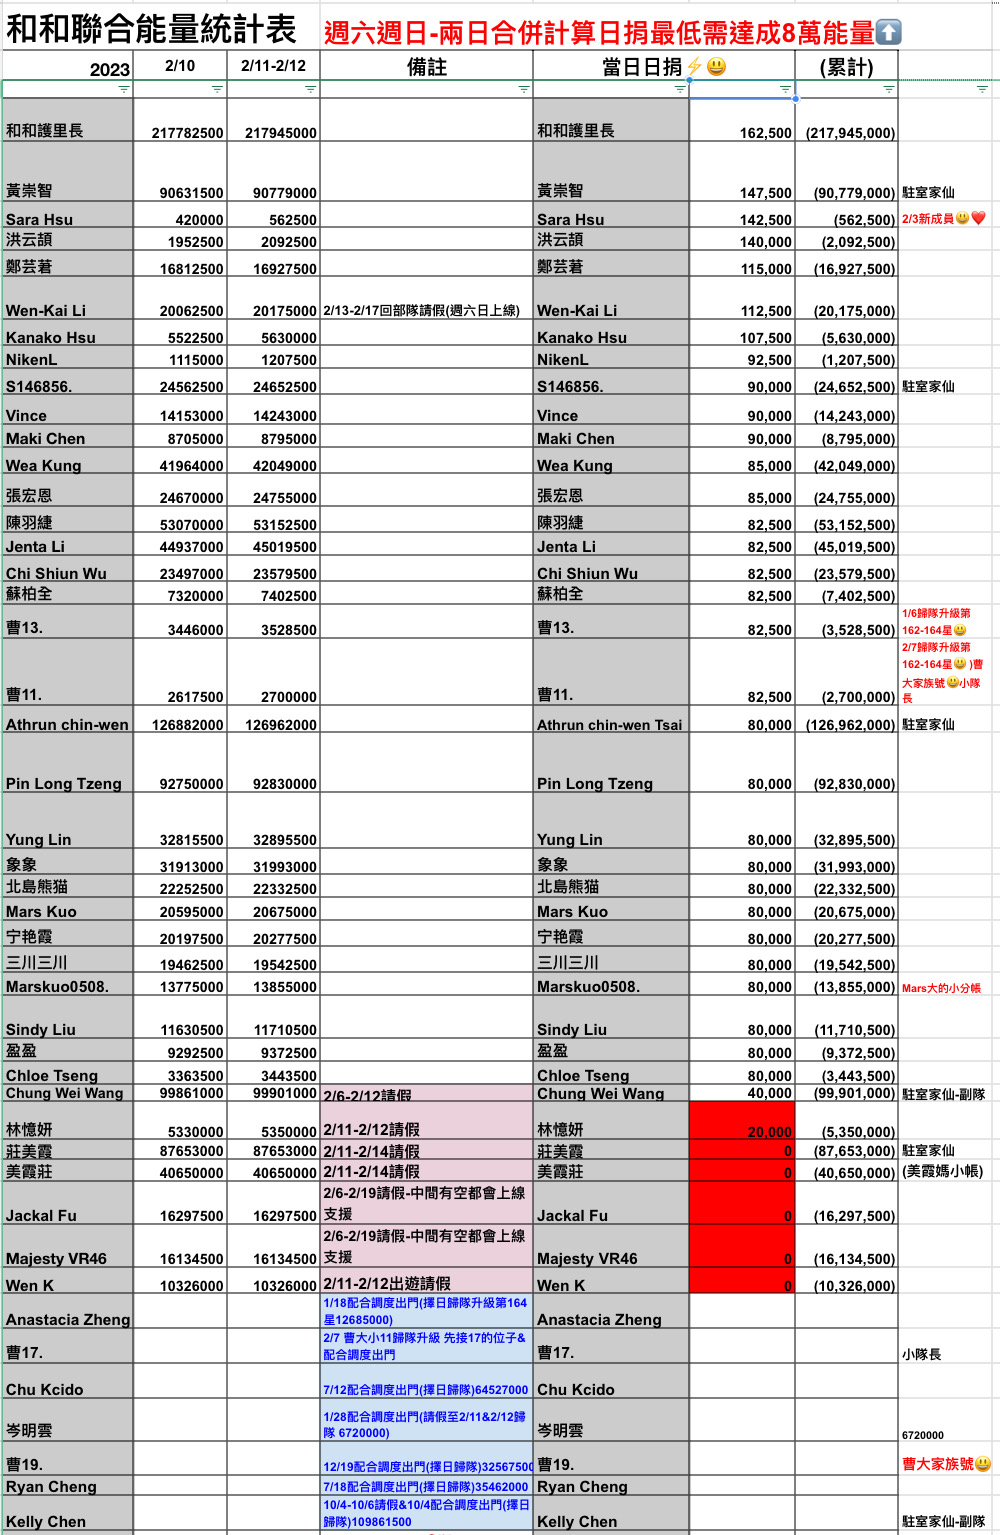 和和聯合能量統計表 週六週日-兩日合併計算日捐最低需達成8萬能量⬆️
2023 2/10 2/11-2/12 備註 當日日捐⚡😃 (累計)
和和護里長 217782500 217945000 和和護里長 162,500 (217,945,000)
黃崇智 90631500 90779000 黃崇智 147,500 (90,779,000) 駐室家仙
Sara Hsu 420000 562500 Sara Hsu 142,500 (562,500) 2/3新成員😃❤️
洪云頡 1952500 2092500 洪云頡 140,000 (2,092,500)
鄭芸著 16812500 16927500 鄭芸著 115,000 (16,927,500)
Wen-Kai Li 20062500 20175000 2/13-2/17回部隊請假(週六日上線) Wen-Kai Li 112,500 (20,175,000)
Kanako Hsu 5522500 5630000 Kanako Hsu 107,500 (5,630,000)
NikenL 1115000 1207500 NikenL 92,500 (1,207,500)
S146856. 24562500 24652500 S146856. 90,000 (24,652,500) 駐室家仙
Vince 14153000 14243000 Vince 90,000 (14,243,000)
Maki Chen 8705000 8795000 Maki Chen 90,000 (8,795,000)
Wea Kung 41964000 42049000 Wea Kung 85,000 (42,049,000)
張宏恩 24670000 24755000 張宏恩 85,000 (24,755,000)
陳羽緁 53070000 53152500 陳羽緁 82,500 (53,152,500)
Jenta Li 44937000 45019500 Jenta Li 82,500 (45,019,500)
Chi Shiun Wu 23497000 23579500 Chi Shiun Wu 82,500 (23,579,500)
蘇柏全 7320000 7402500 蘇柏全 82,500 (7,402,500)
1/6歸隊升級第
曹13. 3446000 3528500 曹13. 82,500 (3,528,500) 162-164星😃
2/7歸隊升級第
162-164星😃 )曹
大家族號😃小隊
曹11. 2617500 2700000 曹11. 82,500 (2,700,000) 長
Athrun chin-wen 126882000 126962000 Athrun chin-wen Tsai 80,000 (126,962,000) 駐室家仙
Pin Long Tzeng 92750000 92830000 Pin Long Tzeng 80,000 (92,830,000)
Yung Lin 32815500 32895500 Yung Lin 80,000 (32,895,500)
象象 31913000 31993000 象象 80,000 (31,993,000)
北島熊猫 22252500 22332500 北島熊猫 80,000 (22,332,500)
Mars Kuo 20595000 20675000 Mars Kuo 80,000 (20,675,000)
宁艳霞 20197500 20277500 宁艳霞 80,000 (20,277,500)
三川三川 19462500 19542500 三川三川 80,000 (19,542,500)
Marskuo0508. 13775000 13855000 Marskuo0508. 80,000 (13,855,000) Mars大的小分帳
Sindy Liu 11630500 11710500 Sindy Liu 80,000 (11,710,500)
盈盈 9292500 9372500 盈盈 80,000 (9,372,500)
Chloe Tseng 3363500 3443500 Chloe Tseng 80,000 (3,443,500)
Chung Wei Wang 99861000 99901000 2/6-2/12請假 Chung Wei Wang 40,000 (99,901,000) 駐室家仙-副隊
林憶妍 5330000 5350000 2/11-2/12請假 林憶妍 20,000 (5,350,000)
莊美霞 87653000 87653000 2/11-2/14請假 莊美霞 0 (87,653,000) 駐室家仙
美霞莊 40650000 40650000 2/11-2/14請假 美霞莊 0 (40,650,000) (美霞媽小帳)
2/6-2/19請假-中間有空都會上線
Jackal Fu 16297500 16297500 支援 Jackal Fu 0 (16,297,500)
2/6-2/19請假-中間有空都會上線
Majesty VR46 16134500 16134500 支援 Majesty VR46 0 (16,134,500)
Wen K 10326000 10326000 2/11-2/12出遊請假 Wen K 0 (10,326,000)
1/18配合調度出門(擇日歸隊升級第164
Anastacia Zheng 星12685000) Anastacia Zheng
2/7 曹大小11歸隊升級 先接17的位子&
曹17. 配合調度出門 曹17. 小隊長
Chu Kcido 7/12配合調度出門(擇日歸隊)64527000 Chu Kcido
1/28配合調度出門(請假至2/11&2/12歸
岑明雲 隊 6720000) 岑明雲 6720000
曹19. 12/19配合調度出門(擇日歸隊)32567500 曹19. 曹大家族號😃
Ryan Cheng 7/18配合調度出門(擇日歸隊)35462000 Ryan Cheng
10/4-10/6請假&10/4配合調度出門(擇日
Kelly Chen 歸隊)109861500 Kelly Chen 駐室家仙-副隊